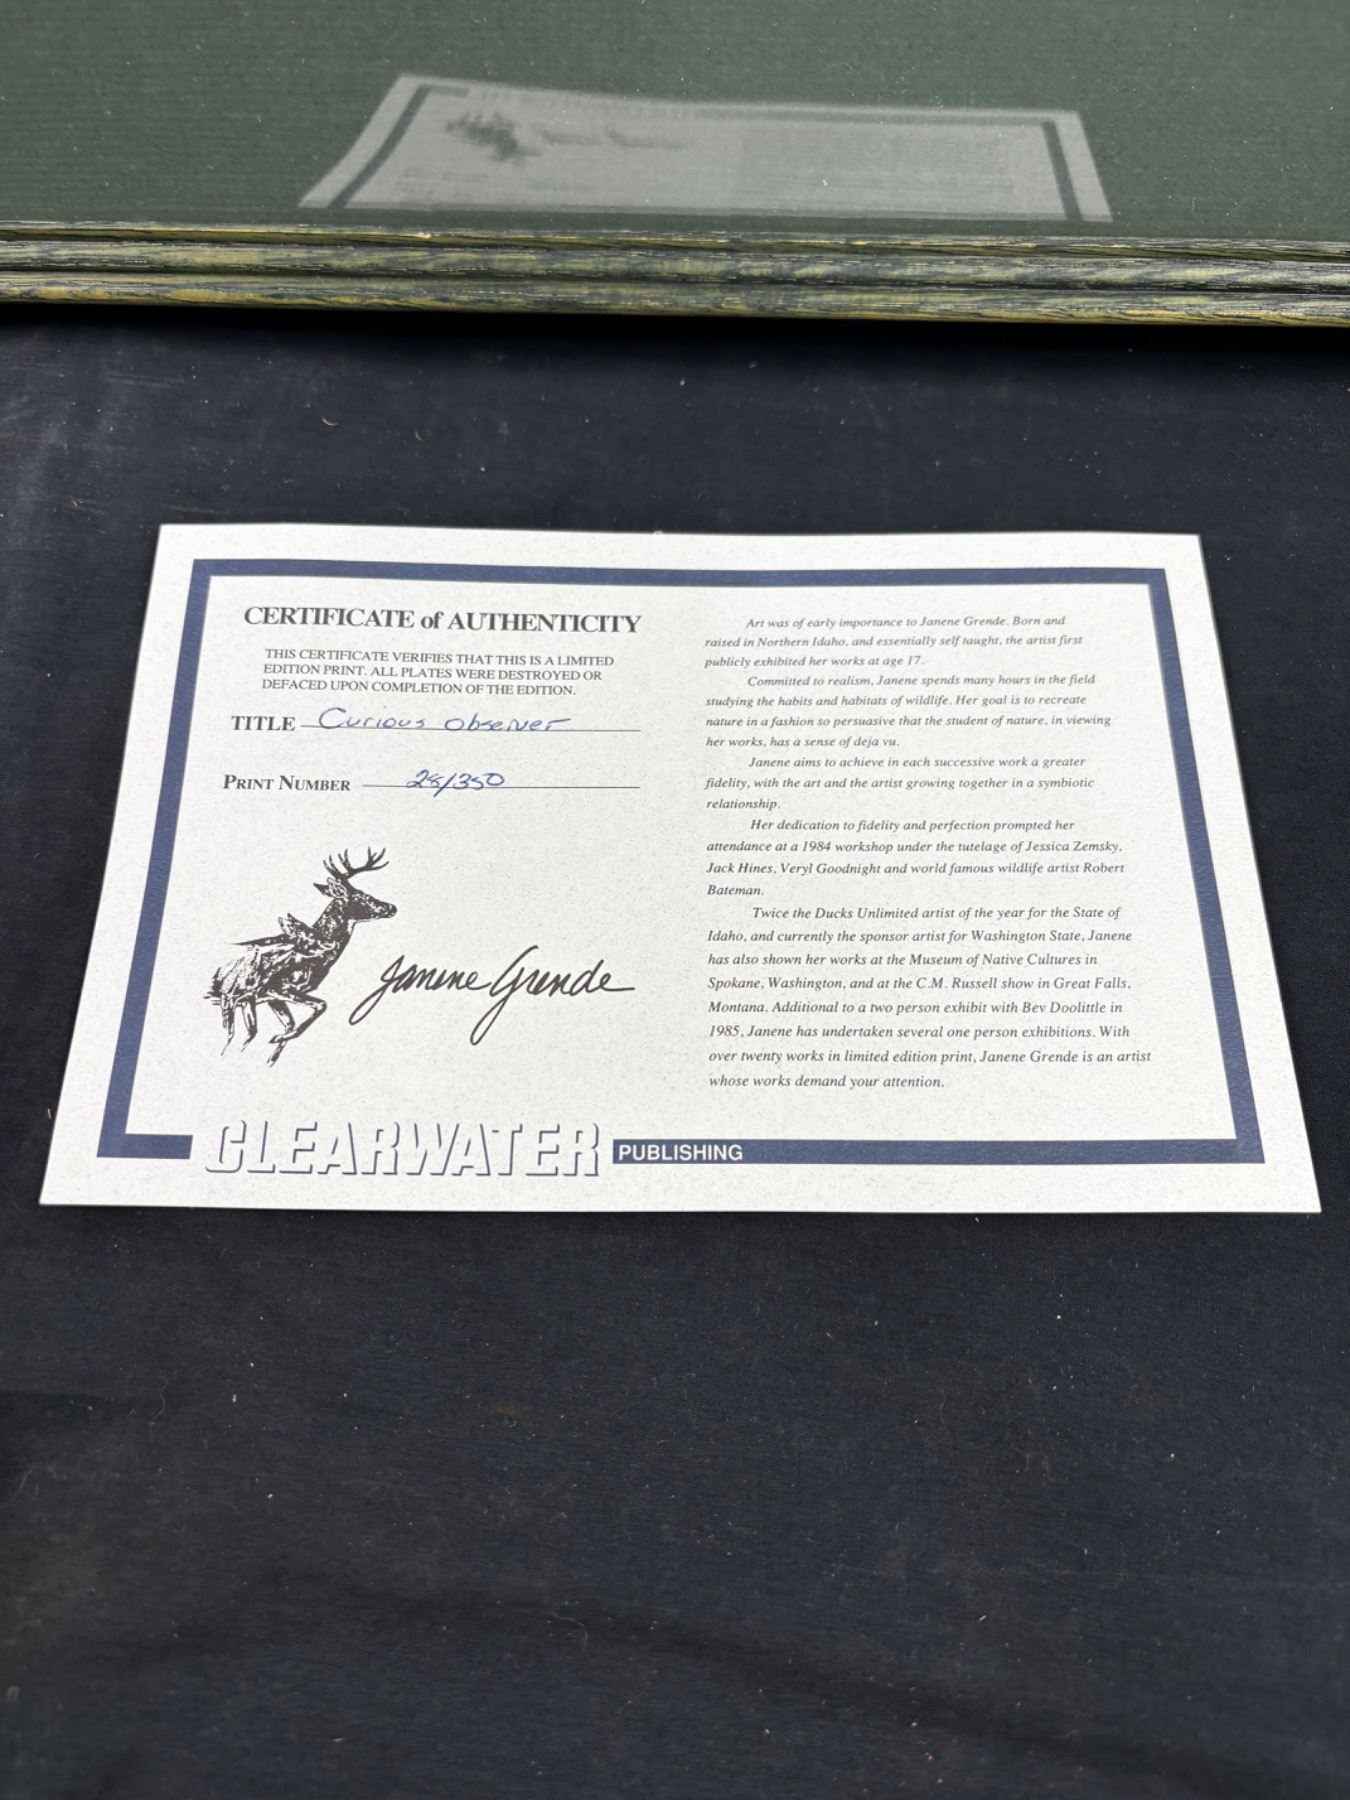 CERTIFICATE of AUTHENTICITY
THIS CERTIFICATE VERIFIES THAT THIS IS A LIMITED
EDITION PRINT. ALL PLATES WERE DESTROYED OR
DEFACED UPON COMPLETION OF THE EDITION.
TITLE Curious Observer
PRINT NUMBER 28/350
Janene Grende
Art was of early importance to Janene Grende. Born and
raised in Northern Idaho, and essentially self taught, the artist first
publicly exhibited her works at age 17.
Committed to realism, Janene spends many hours in the field
studying the habits and habitats of wildlife. Her goal is to recreate
nature in a fashion so persuasive that the student of nature, in viewing
her works, has a sense of deja vu.
Janene aims to achieve in each successive work a greater
fidelity, with the art and the artist growing together in a symbiotic
relationship.
Her dedication to fidelity and perfection prompted her
attendance at a 1984 workshop under the tutelage of Jessica Zemsky,
Jack Hines, Veryl Goodnight and world famous wildlife artist Robert
Bateman.
Twice the Ducks Unlimited artist of the year for the State of
Idaho, and currently the sponsor artist for Washington State, Janene
has also shown her works at the Museum of Native Cultures in
Spokane, Washington, and at the C.M. Russell show in Great Falls,
Montana. Additional to a two person exhibit with Bev Doolittle in
1985, Janene has undertaken several one person exhibitions. With
over twenty works in limited edition print, Janene Grende is an artist
whose works demand your attention.
CLEARWATER PUBLISHING